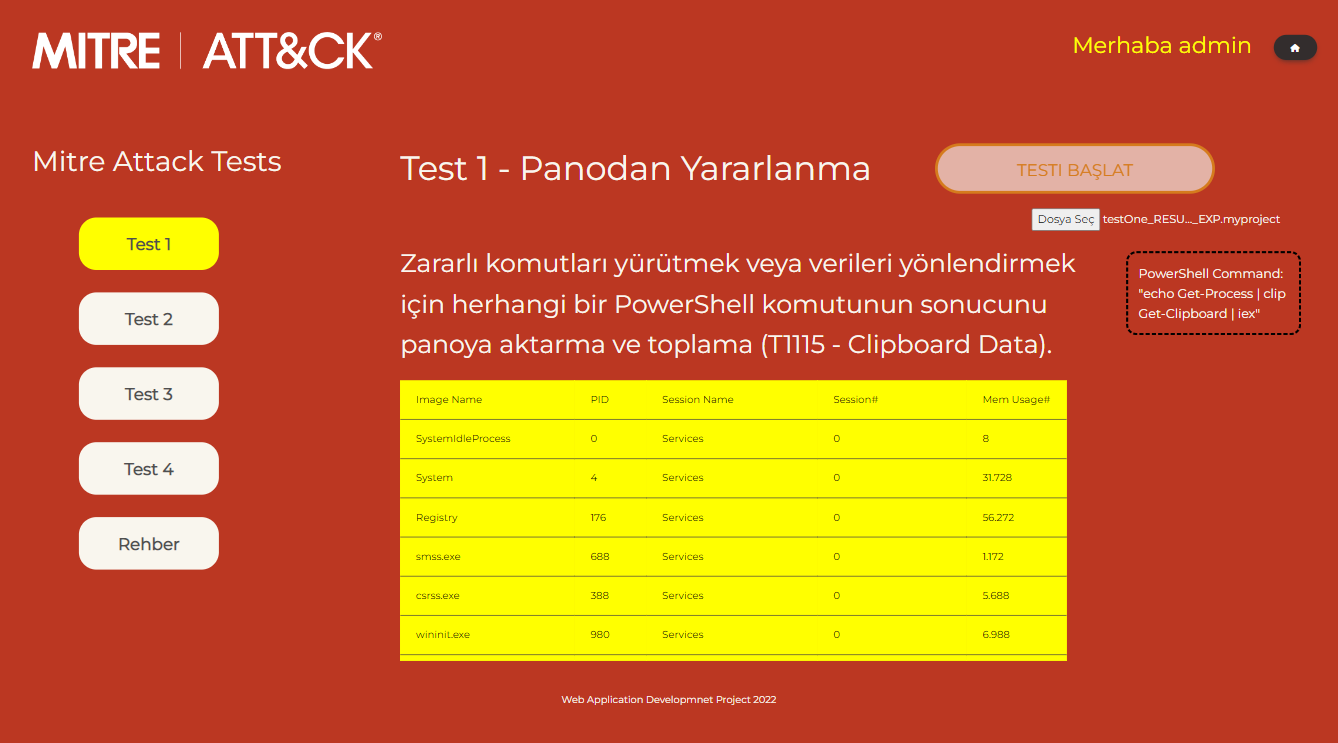 MITRE | ATT&CK®
Merhaba admin
Mitre Attack Tests
Test 1
Test 2
Test 3
Test 4
Rehber
Test 1 - Panodan Yararlanma
TESTI BAŞLAT
Dosya Seç testOne_RESU..._EXP.myproject
Zararlı komutları yürütmek veya verileri yönlendirmek
için herhangi bir PowerShell komutunun sonucunu
panoya aktarma ve toplama (T1115 - Clipboard Data).
PowerShell Command:
"echo Get-Process | clip
Get-Clipboard | iex"
Image Name PID Session Name Session# Mem Usage#
SystemIdleProcess 0 Services 0 8
System 4 Services 0 31.728
Registry 176 Services 0 56.272
smss.exe 688 Services 0 1.172
csrss.exe 388 Services 0 5.688
wininit.exe 980 Services 0 6.988
Web Application Developmnet Project 2022